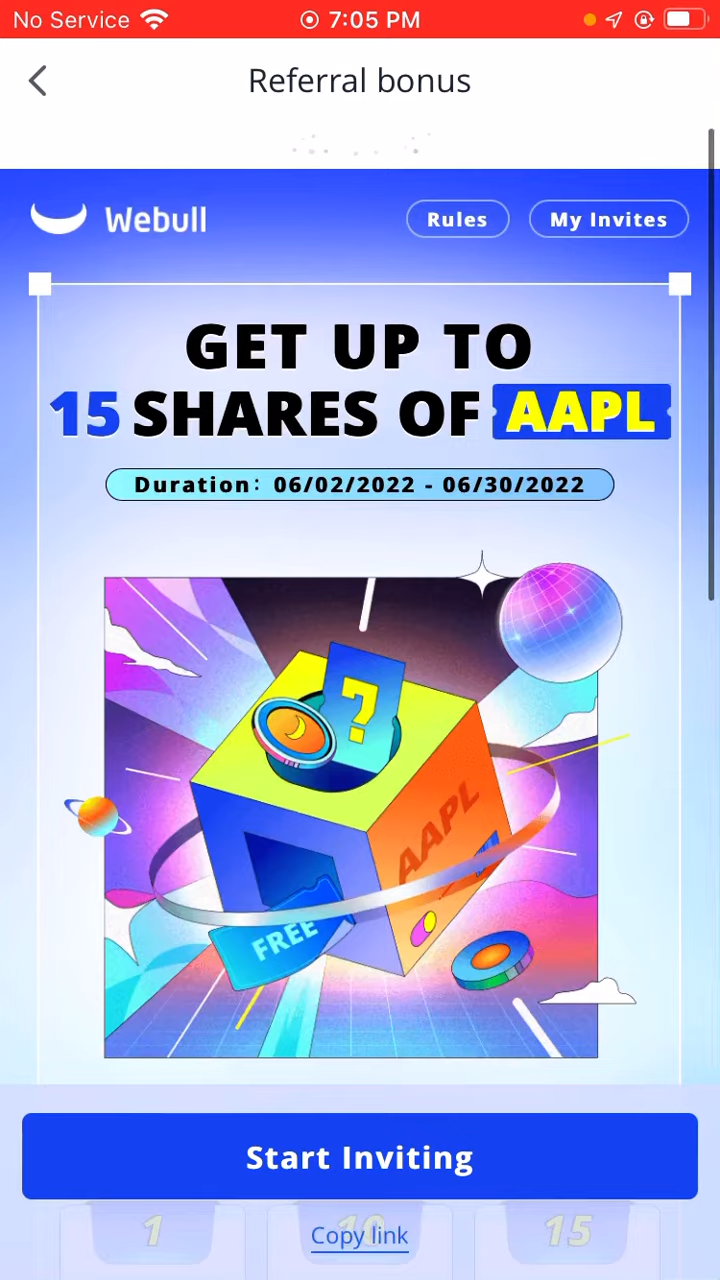 No Service 7:05 PM
Referral bonus
Webull Rules My Invites
GET UP TO
15 SHARES OF AAPL
Duration: 06/02/2022 - 06/30/2022
?
AAPL
FREE
Start Inviting
1 10 15
Copy link